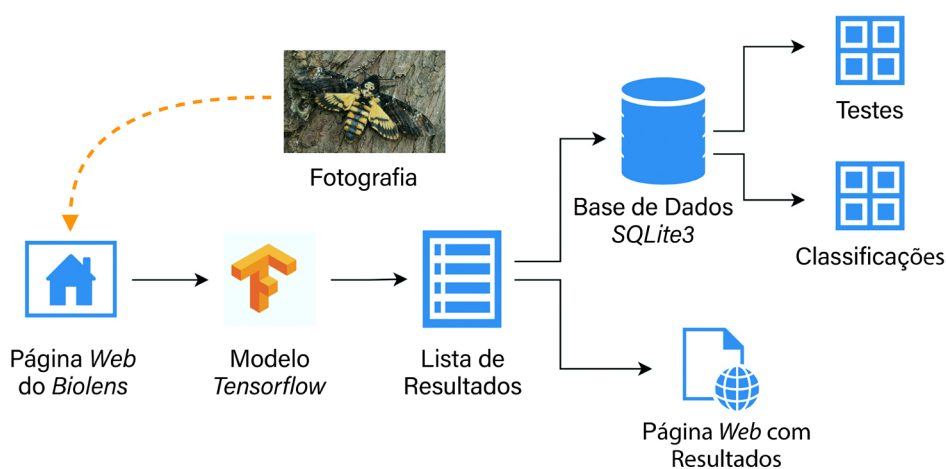 Fotografia
Testes
Base de Dados
SQLite3
Classificações
Página Web
do Biolens
Modelo
Tensorflow
Lista de
Resultados
Página Web com
Resultados